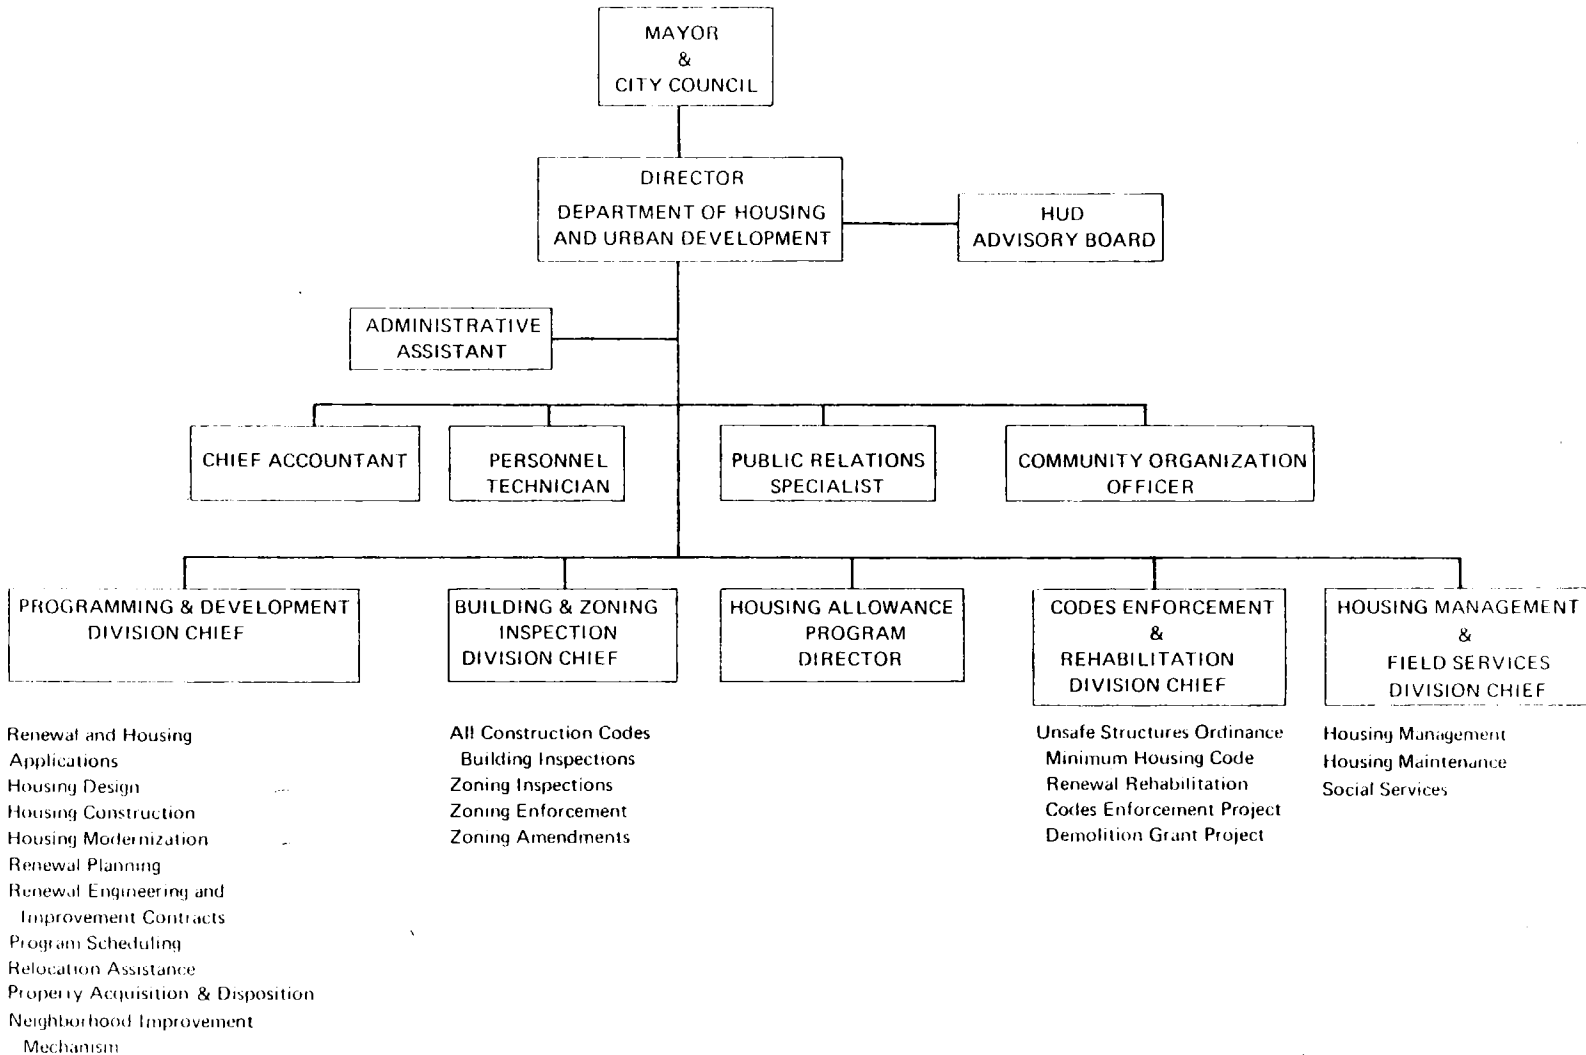 MAYOR
&
CITY COUNCIL
DIRECTOR
DEPARTMENT OF HOUSING
AND URBAN DEVELOPMENT
HUD
ADVISORY BOARD
ADMINISTRATIVE
ASSISTANT
CHIEF ACCOUNTANT
PERSONNEL
TECHNICIAN
PUBLIC RELATIONS
SPECIALIST
COMMUNITY ORGANIZATION
OFFICER
PROGRAMMING & DEVELOPMENT
DIVISION CHIEF
BUILDING & ZONING
INSPECTION
DIVISION CHIEF
HOUSING ALLOWANCE
PROGRAM
DIRECTOR
CODES ENFORCEMENT
&
REHABILITATION
DIVISION CHIEF
HOUSING MANAGEMENT
&
FIELD SERVICES
DIVISION CHIEF
Renewal and Housing
Applications
Housing Design
Housing Construction
Housing Modernization
Renewal Planning
Renewal Engineering and
Improvement Contracts
Program Scheduling
Relocation Assistance
Property Acquisition & Disposition
Neighborhood Improvement
Mechanism
All Construction Codes
Building Inspections
Zoning Inspections
Zoning Enforcement
Zoning Amendments
Unsafe Structures Ordinance
Minimum Housing Code
Renewal Rehabilitation
Codes Enforcement Project
Demolition Grant Project
Housing Management
Housing Maintenance
Social Services